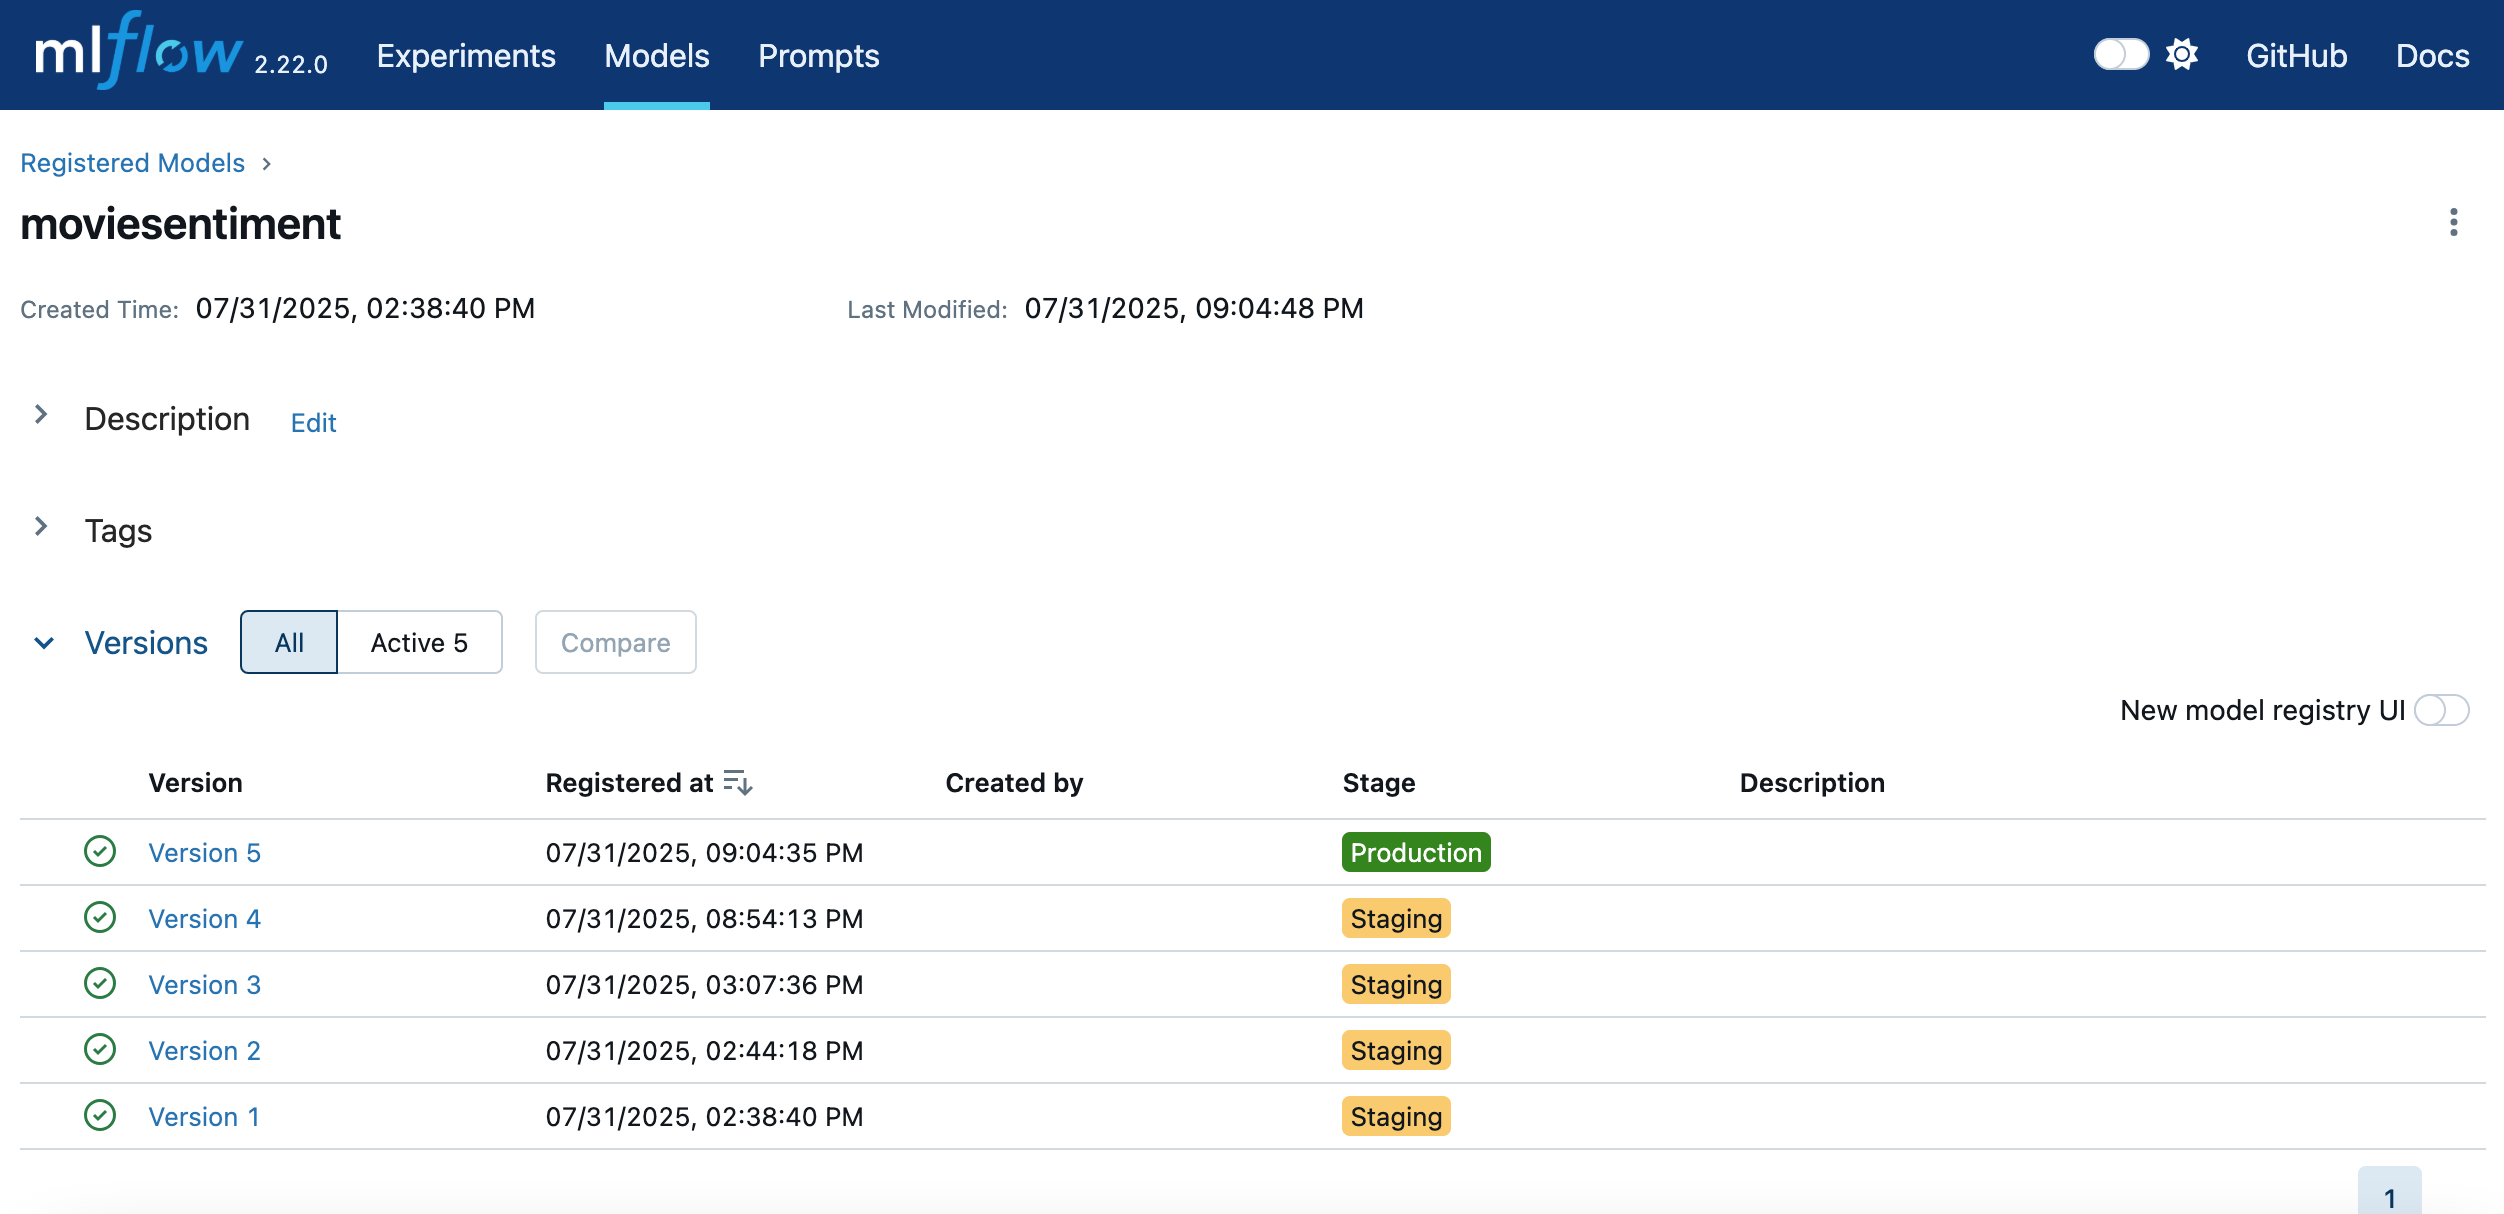 mlflow 2.22.0 Experiments Models Prompts GitHub Docs
Registered Models
moviesentiment
Created Time: 07/31/2025, 02:38:40 PM Last Modified: 07/31/2025, 09:04:48 PM
Description Edit
Tags
Versions All Active 5 Compare
New model registry UI
Version Registered at Created by Stage Description
Version 5 07/31/2025, 09:04:35 PM Production
Version 4 07/31/2025, 08:54:13 PM Staging
Version 3 07/31/2025, 03:07:36 PM Staging
Version 2 07/31/2025, 02:44:18 PM Staging
Version 1 07/31/2025, 02:38:40 PM Staging
1